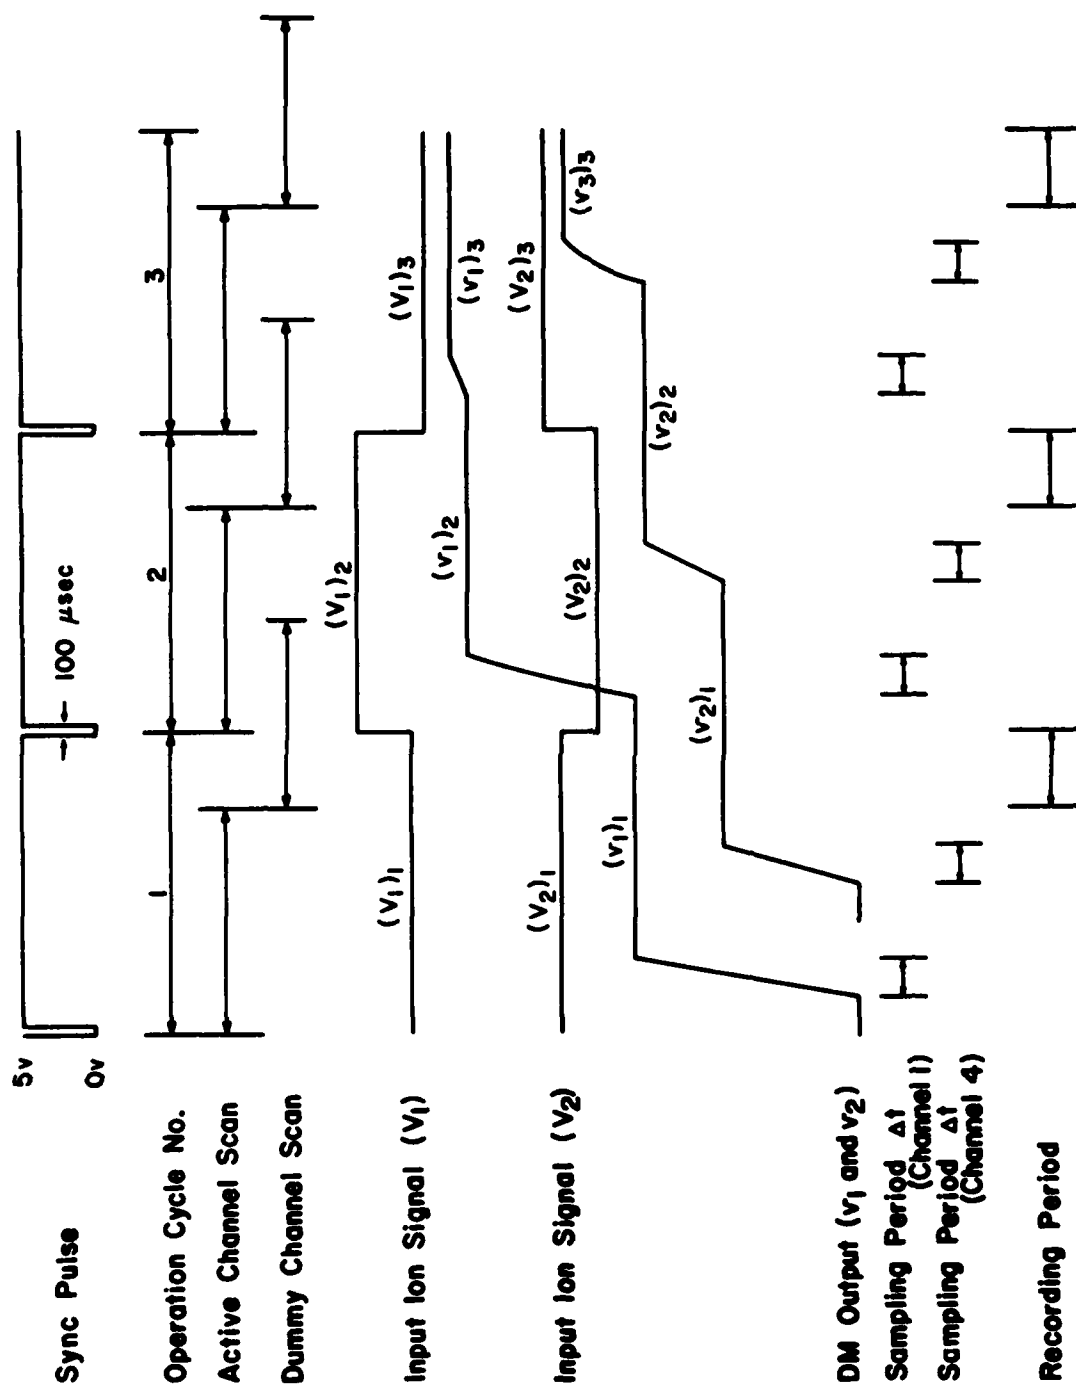 Sync Pulse
5v
0v
100 μsec
Operation Cycle No.
1
2
3
Active Channel Scan
Dummy Channel Scan
Input Ion Signal (V₁)
(V₁)₁
(V₁)₂
(V₁)₃
Input Ion Signal (V₂)
(V₂)₁
(V₂)₂
(V₂)₃
DM Output (v₁ and v₂)
(v₁)₁
(v₁)₂
(v₁)₃
(v₂)₁
(v₂)₂
(v₃)₃
Sampling Period Δt
(Channel 1)
Sampling Period Δt
(Channel 4)
Recording Period